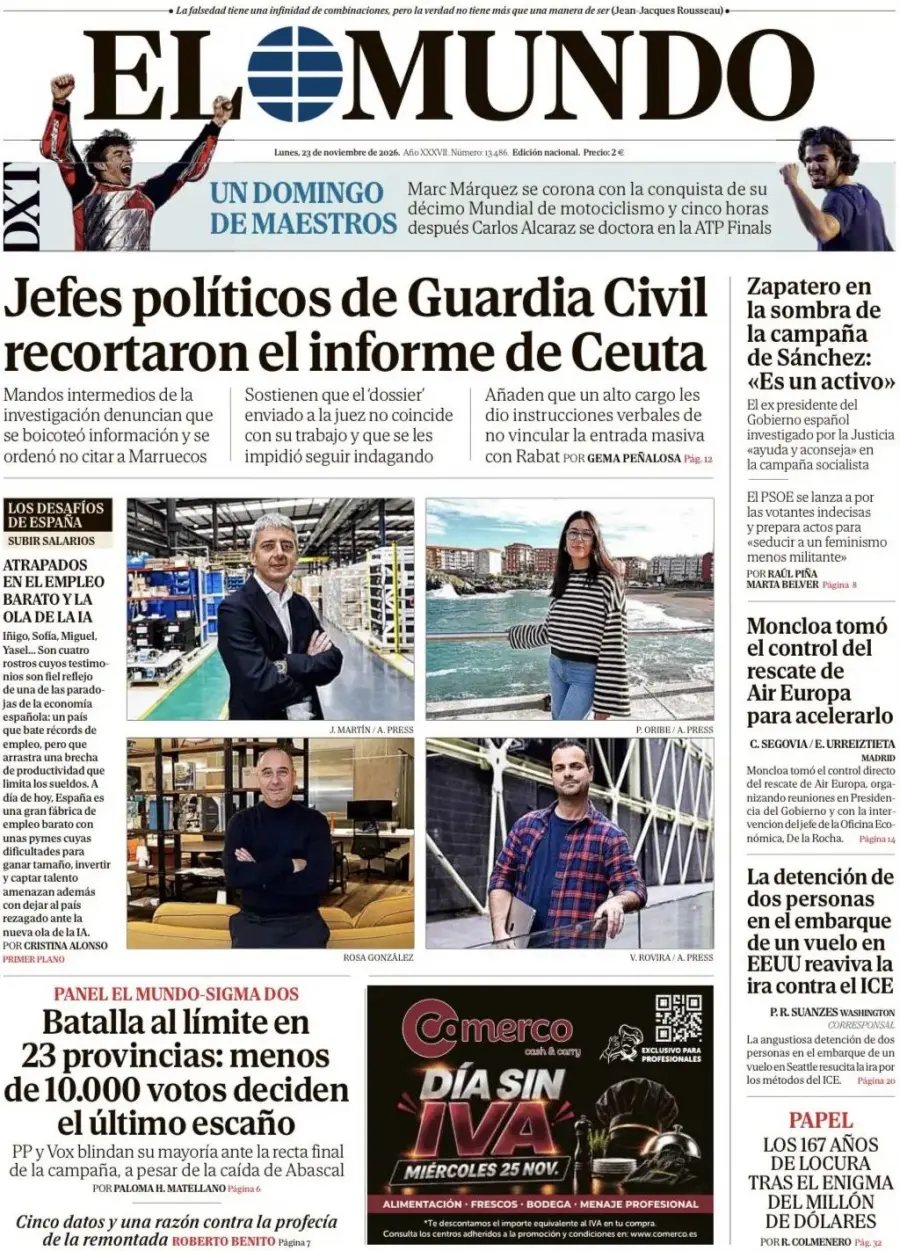 • La falsedad tiene una infinidad de combinaciones, pero la verdad no tiene más que una manera de ser (Jean-Jacques Rousseau) •
EL MUNDO
Lunes, 23 de noviembre de 2026. Año XXXVII. Número: 13.486. Edición nacional. Precio: 2 €
DXT
UN DOMINGO
DE MAESTROS
Marc Márquez se corona con la conquista de su
décimo Mundial de motociclismo y cinco horas
después Carlos Alcaraz se doctora en la ATP Finals
Jefes políticos de Guardia Civil
recortaron el informe de Ceuta
Mandos intermedios de la
investigación denuncian que
se boicoteó información y se
ordenó no citar a Marruecos
Sostienen que el 'dossier'
enviado a la juez no coincide
con su trabajo y que se les
impidió seguir indagando
Añaden que un alto cargo les
dio instrucciones verbales de
no vincular la entrada masiva
con Rabat POR GEMA PEÑALOSA Pág. 12
LOS DESAFÍOS
DE ESPAÑA
SUBIR SALARIOS
ATRAPADOS
EN EL EMPLEO
BARATO Y LA
OLA DE LA IA
Iñigo, Sofía, Miguel,
Yasel... Son cuatro
rostros cuyos testimo-
nios son fiel reflejo
de una de las parado-
jas de la economía
española: un país
que bate récords de
empleo, pero que
arrastra una brecha
de productividad que
limita los sueldos. A
día de hoy, España es
una gran fábrica de
empleo barato con
unas pymes cuyas
dificultades para
ganar tamaño, invertir
y captar talento
amenazan además
con dejar al país
rezagado ante la
nueva ola de la IA.
POR CRISTINA ALONSO
PRIMER PLANO
J. MARTÍN / A. PRESS
P. ORIBE / A. PRESS
ROSA GONZÁLEZ
V. ROVIRA / A. PRESS
PANEL EL MUNDO-SIGMA DOS
Batalla al límite en
23 provincias: menos
de 10.000 votos deciden
el último escaño
PP y Vox blindan su mayoría ante la recta final
de la campaña, a pesar de la caída de Abascal
POR PALOMA H. MATELLANO Página 6
Cinco datos y una razón contra la profecía
de la remontada ROBERTO BENITO Página 7
Comerco
cash & carry
EXCLUSIVO PARA
PROFESIONALES
DÍA SIN
IVA
MIÉRCOLES 25 NOV.
ALIMENTACIÓN • FRESCOS • BODEGA • MENAJE PROFESIONAL
*Te descontamos el importe equivalente al IVA en tu compra.
Consulta los centros adheridos a la promoción y condiciones en: www.comerco.es
Zapatero en
la sombra de
la campaña
de Sánchez:
«Es un activo»
El ex presidente del
Gobierno español
investigado por la Justicia
«ayuda y aconseja» en
la campaña socialista
El PSOE se lanza a por
las votantes indecisas
y prepara actos para
«seducir a un feminismo
menos militante»
POR RAÚL PIÑA
MARTA BELVER Página 8
Moncloa tomó
el control del
rescate de
Air Europa
para acelerarlo
C. SEGOVIA / E. URREIZTIETA
MADRID
Moncloa tomó el control directo
del rescate de Air Europa, orga-
nizando reuniones en Presiden-
cia del Gobierno y con la inter-
vencion del jefe de la Oficina Eco-
nómica, De la Rocha. Página 14
La detención de
dos personas
en el embarque
de un vuelo en
EEUU reaviva la
ira contra el ICE
P. R. SUANZES WASHINGTON
CORRESPONSAL
La angustiosa detención de dos
personas en el embarque de un
vuelo en Seattle resucita la ira por
los métodos del ICE. Página 20
PAPEL
LOS 167 AÑOS
DE LOCURA
TRAS EL ENIGMA
DEL MILLÓN
DE DÓLARES
POR R. COLMENERO Pág. 32